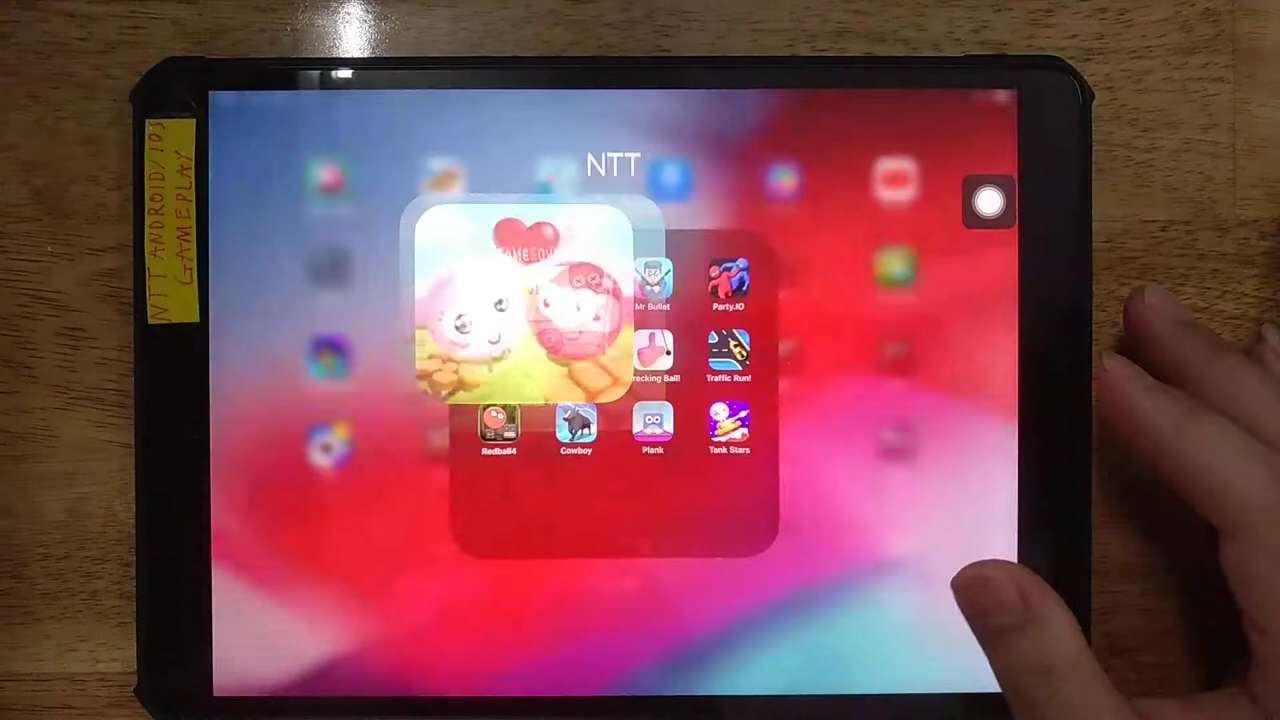 NTT ANDROID/IOS
GAMEPLAY
NTT
Mr Bullet
Party.IO
recking Ball!
Traffic Run!
Redball4
Cowboy
Plank
Tank Stars